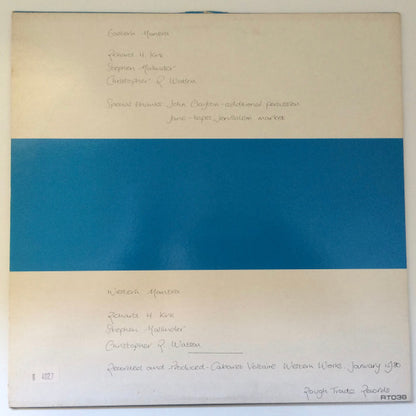 Eastern Mantra
Richard H. Kirk
Stephen Mallinder
Christopher R. Watson
Special thanks: John Clayton - additional percussion
Jane - tapes, Jerusalem market
Western Mantra
Richard H. Kirk
Stephen Mallinder
Christopher R. Watson
Recorded and produced - Cabaret Voltaire Western Works. January 1980
Rough Trade Records
RT038